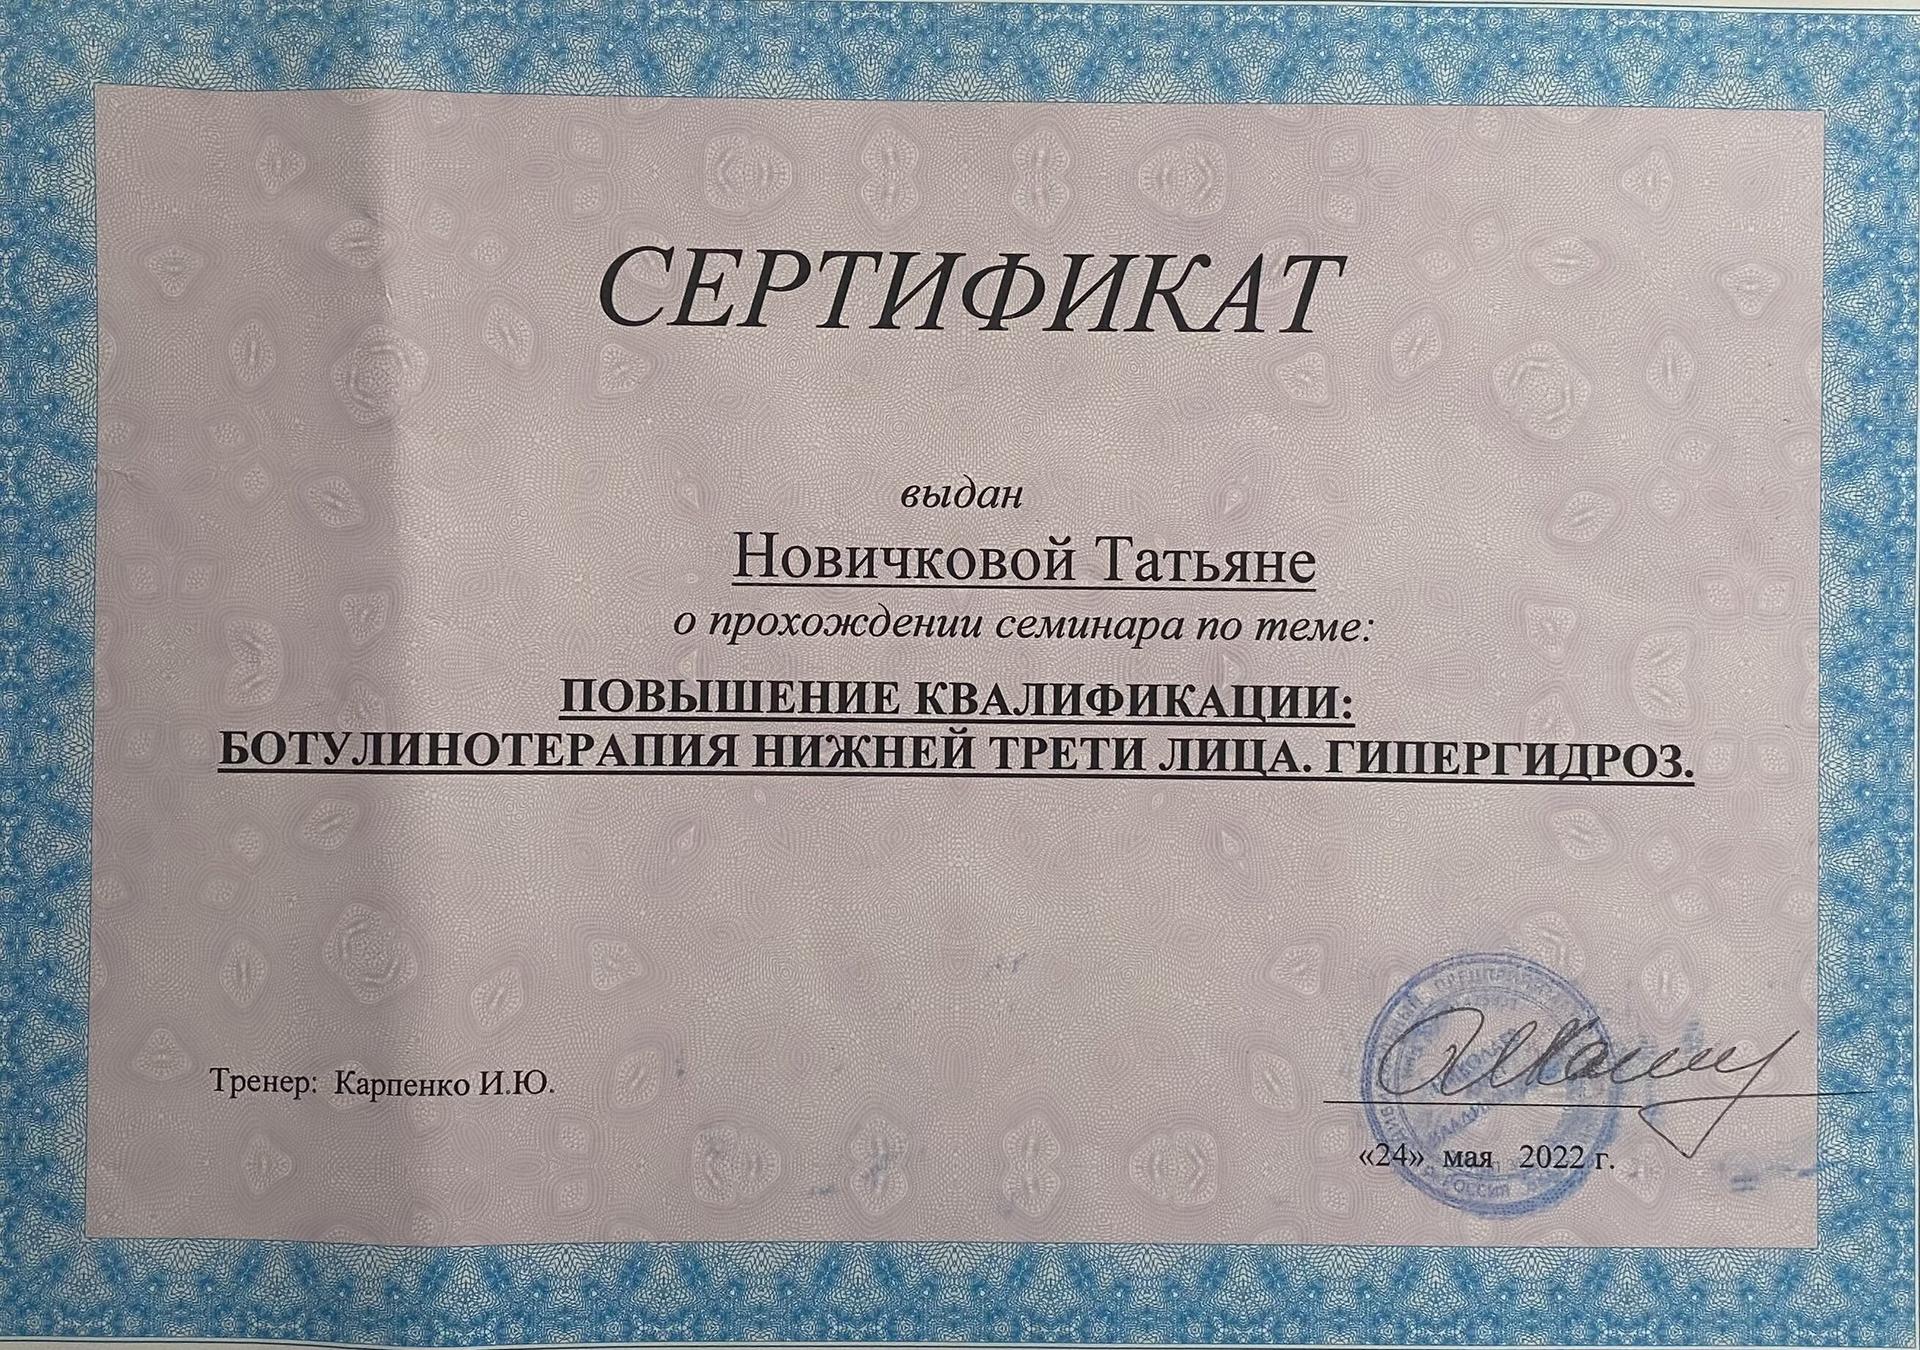 СЕРТИФИКАТ
выдан
Новичковой Татьяне
о прохождении семинара по теме:
ПОВЫШЕНИЕ КВАЛИФИКАЦИИ:
БОТУЛИНОТЕРАПИЯ НИЖНЕЙ ТРЕТИ ЛИЦА. ГИПЕРГИДРОЗ.
Тренер: Карпенко И.Ю.
«24» мая 2022 г.
РОССИЯ